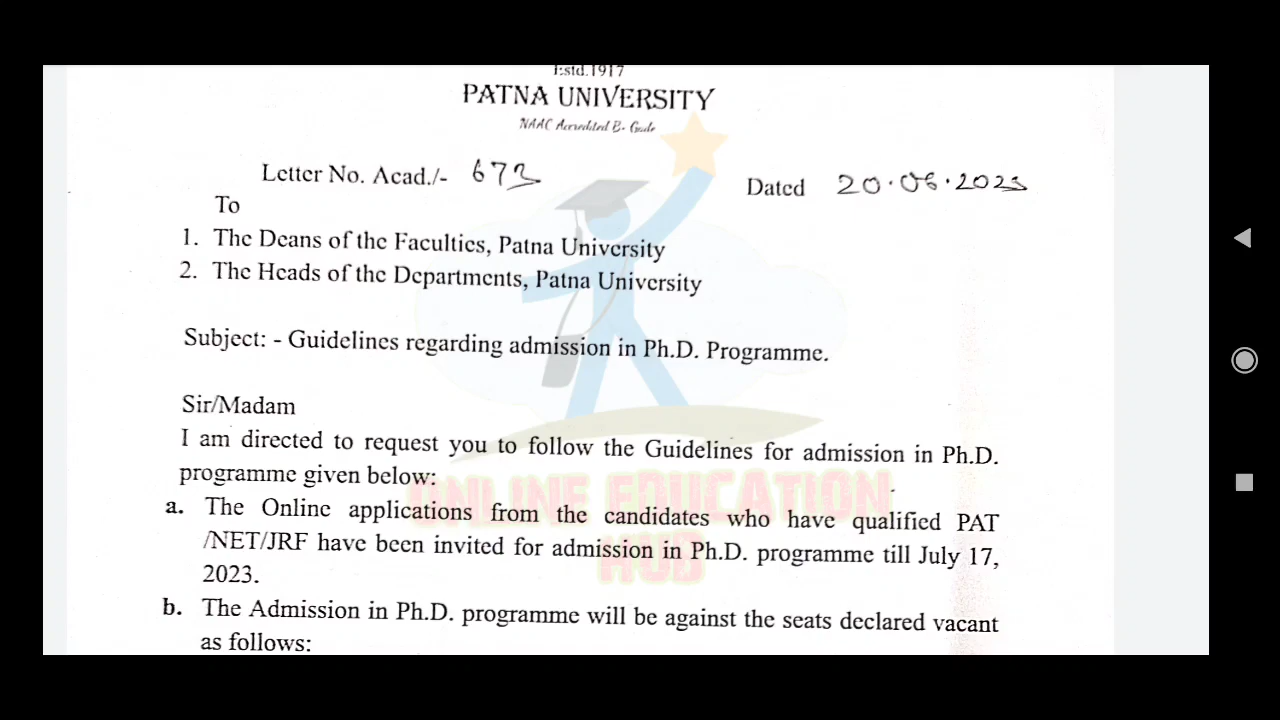 Estd.1917
PATNA UNIVERSITY
NAAC Accredited B+ Grade
Letter No. Acad./- 673 Dated 20.06.2023
To
1. The Deans of the Faculties, Patna University
2. The Heads of the Departments, Patna University
Subject: - Guidelines regarding admission in Ph.D. Programme.
Sir/Madam
I am directed to request you to follow the Guidelines for admission in Ph.D.
programme given below:
ONLINE EDUCATION
HUB
a. The Online applications from the candidates who have qualified PAT
/NET/JRF have been invited for admission in Ph.D. programme till July 17,
2023.
b. The Admission in Ph.D. programme will be against the seats declared vacant
as follows: